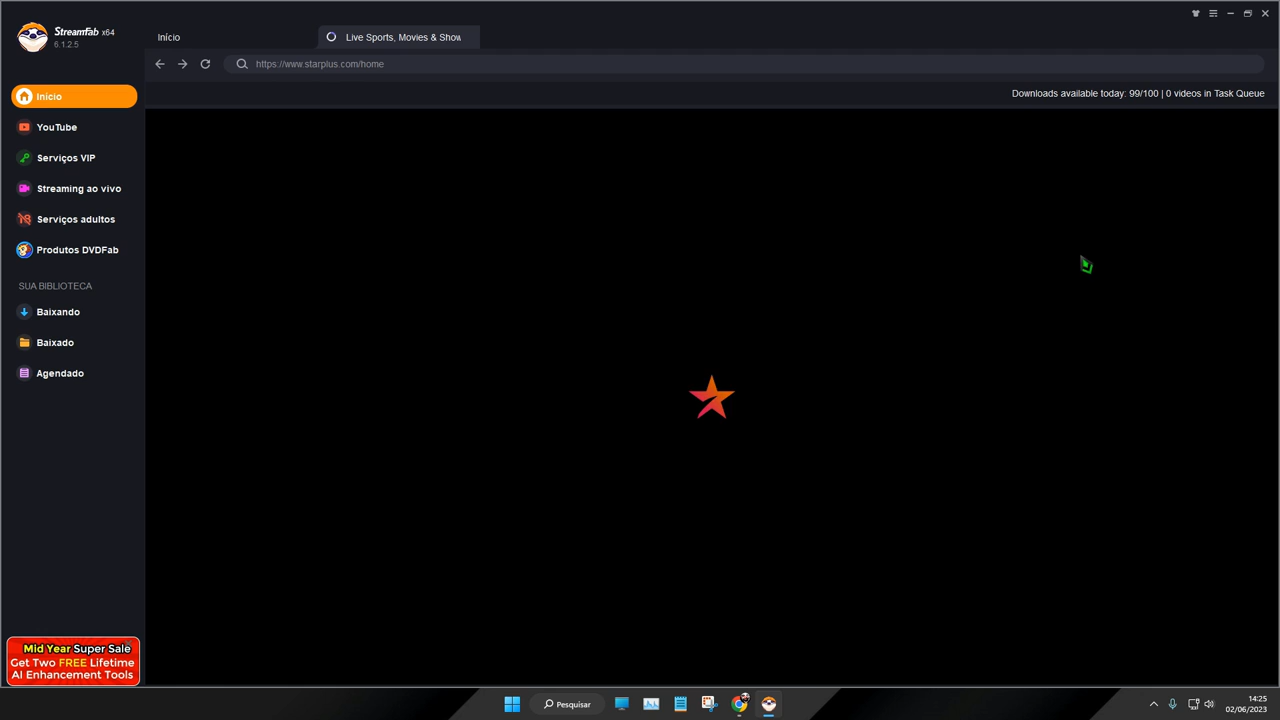 StreamFab x64
6.1.2.5
Início
Live Sports, Movies & Show
https://www.starplus.com/home
Downloads available today: 99/100 | 0 videos in Task Queue
Início
YouTube
Serviços VIP
Streaming ao vivo
Serviços adultos
Produtos DVDFab
SUA BIBLIOTECA
Baixando
Baixado
Agendado
Mid Year Super Sale
Get Two FREE Lifetime
AI Enhancement Tools
Pesquisar
14:25
02/06/2023